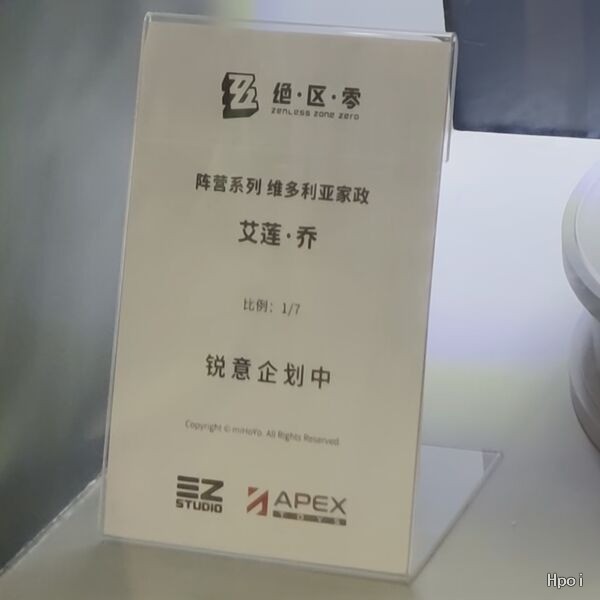 绝·区·零
ZENLESS ZONE ZERO
阵营系列 维多利亚家政
艾莲·乔
比例：1/7
锐意企划中
Copyright © miHoYo. All Rights Reserved.
EZ STUDIO
APEX TOYS
Hpoi